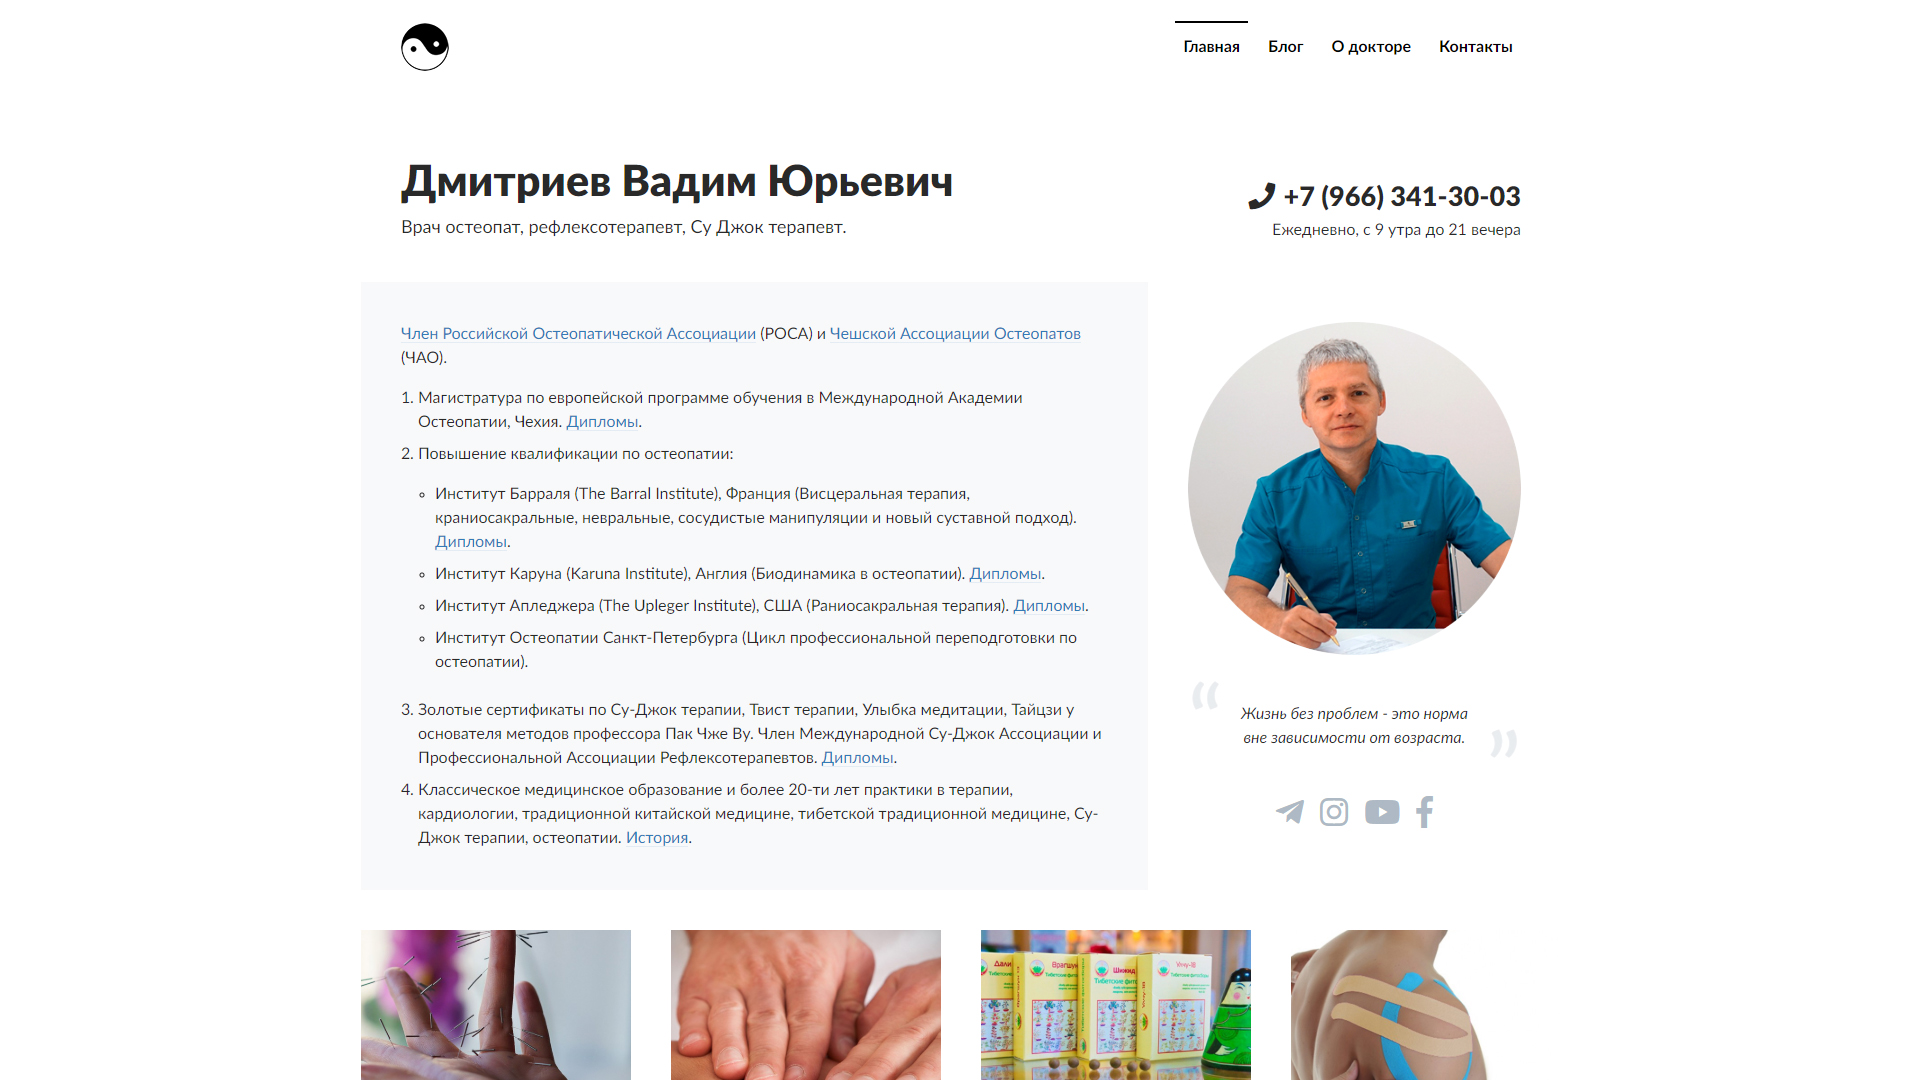 Главная Блог О докторе Контакты
Дмитриев Вадим Юрьевич
Врач остеопат, рефлексотерапевт, Су Джок терапевт.
+7 (966) 341-30-03
Ежедневно, с 9 утра до 21 вечера
Член Российской Остеопатической Ассоциации (РОСА) и Чешской Ассоциации Остеопатов
(ЧАО).
1. Магистратура по европейской программе обучения в Международной Академии
Остеопатии, Чехия. Дипломы.
2. Повышение квалификации по остеопатии:
Институт Барраля (The Barral Institute), Франция (Висцеральная терапия,
краниосакральные, невральные, сосудистые манипуляции и новый суставной подход).
Дипломы.
Институт Каруна (Karuna Institute), Англия (Биодинамика в остеопатии). Дипломы.
Институт Апледжера (The Upleger Institute), США (Раниосакральная терапия). Дипломы.
Институт Остеопатии Санкт-Петербурга (Цикл профессиональной переподготовки по
остеопатии).
3. Золотые сертификаты по Су-Джок терапии, Твист терапии, Улыбка медитации, Тайцзи у
основателя методов профессора Пак Чже Ву. Член Международной Су-Джок Ассоциации и
Профессиональной Ассоциации Рефлексотерапевтов. Дипломы.
4. Классическое медицинское образование и более 20-ти лет практики в терапии,
кардиологии, традиционной китайской медицине, тибетской традиционной медицине, Су-
Джок терапии, остеопатии. История.
“ Жизнь без проблем - это норма
вне зависимости от возраста. ”
Дали Врагшун Шижид